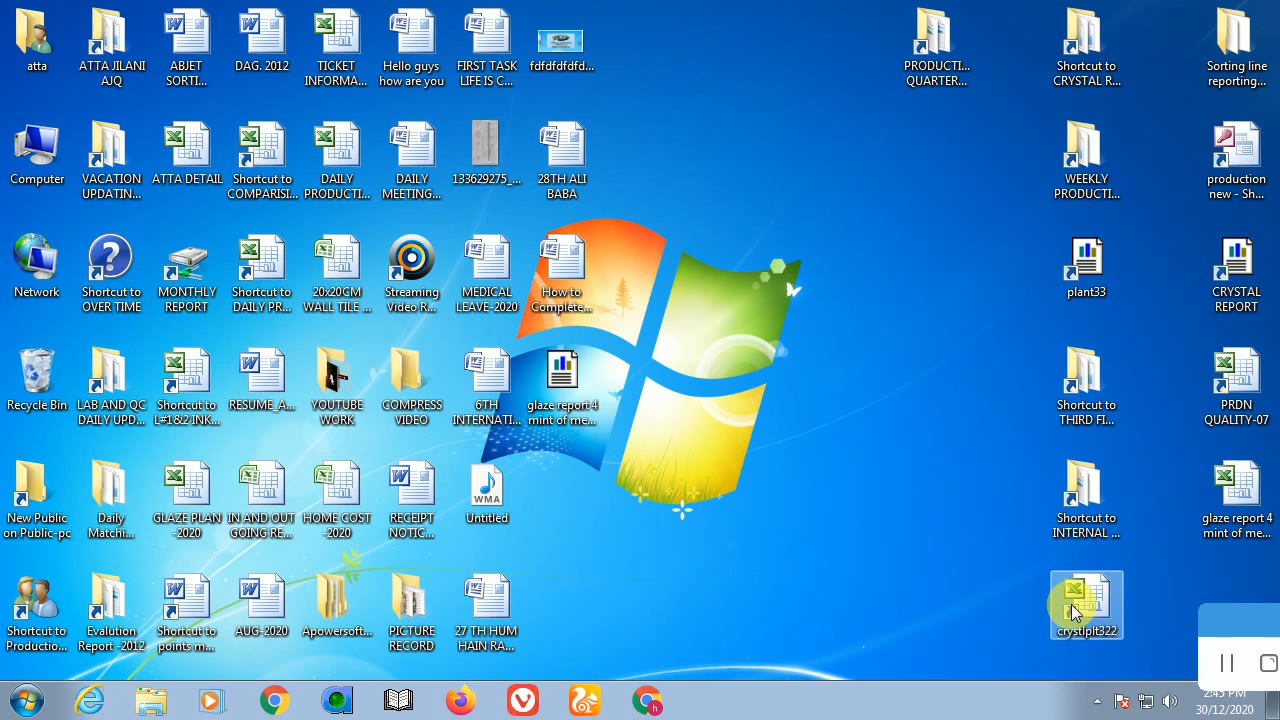 atta
ATTA JILANI
AJQ
ABJET
SORTI...
DAG. 2012
TICKET
INFORMA...
Hello guys
how are you
FIRST TASK
LIFE IS C...
fdfdfdfdfd...
PRODUCTI...
QUARTER...
Shortcut to
CRYSTAL R...
Sorting line
reporting...
Computer
VACATION
UPDATIN...
ATTA DETAIL
Shortcut to
COMPARISI...
DAILY
PRODUCTI...
DAILY
MEETING...
133629275_...
28TH ALI
BABA
WEEKLY
PRODUCTI...
production
new - Sh...
Network
Shortcut to
OVER TIME
MONTHLY
REPORT
Shortcut to
DAILY PR...
20x20CM
WALL TILE ...
Streaming
Video R...
MEDICAL
LEAVE-2020
How to
Complete...
plant33
CRYSTAL
REPORT
Recycle Bin
LAB AND QC
DAILY UPD...
Shortcut to
L#1&2 INK...
RESUME_A...
YOUTUBE
WORK
COMPRESS
VIDEO
6TH
INTERNATI...
glaze report 4
mint of me...
Shortcut to
THIRD FI...
PRDN
QUALITY-07
New Public
on Public-pc
Daily
Matchi...
GLAZE PLAN
-2020
IN AND OUT
GOING RE...
HOME COST
-2020
RECEIPT
NOTIC...
WMA
Untitled
Shortcut to
INTERNAL ...
glaze report 4
mint of me...
Shortcut to
Productio...
Evalution
Report -2012
Shortcut to
points m...
AUG-2020
Apowersoft...
PICTURE
RECORD
27 TH HUM
HAIN RA...
crystlplt322
2:45 PM
30/12/2020